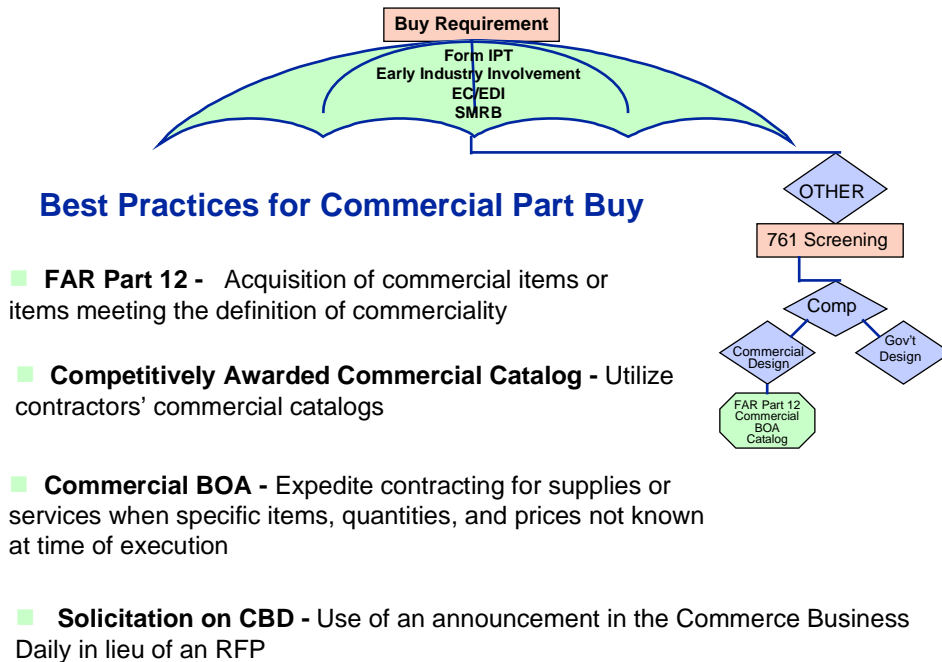 Buy Requirement
Form IPT
Early Industry Involvement
EC/EDI
SMRB
OTHER
761 Screening
Comp
Commercial
Design
Gov't
Design
FAR Part 12
Commercial
BOA
Catalog
Best Practices for Commercial Part Buy
FAR Part 12 - Acquisition of commercial items or
items meeting the definition of commerciality
Competitively Awarded Commercial Catalog - Utilize
contractors’ commercial catalogs
Commercial BOA - Expedite contracting for supplies or
services when specific items, quantities, and prices not known
at time of execution
Solicitation on CBD - Use of an announcement in the Commerce Business
Daily in lieu of an RFP